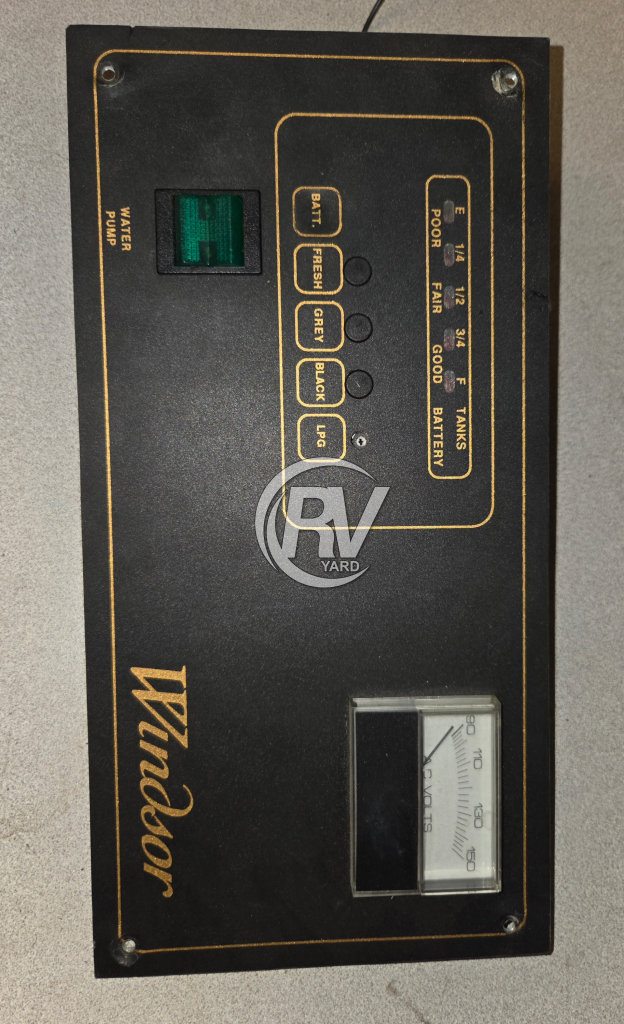 E 1/4 1/2 3/4 F TANKS
POOR FAIR GOOD BATTERY
BATT. FRESH GREY BLACK LPG
WATER
PUMP
90 110 130 150
A.C. VOLTS
Windsor
RV
YARD